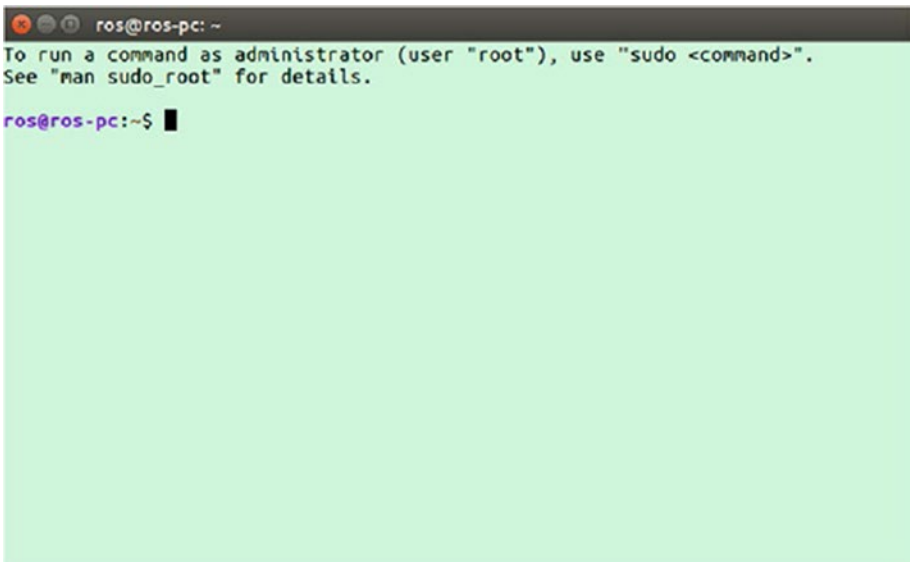 ros@ros-pc: ~
To run a command as administrator (user "root"), use "sudo <command>".
See "man sudo_root" for details.
ros@ros-pc:~$